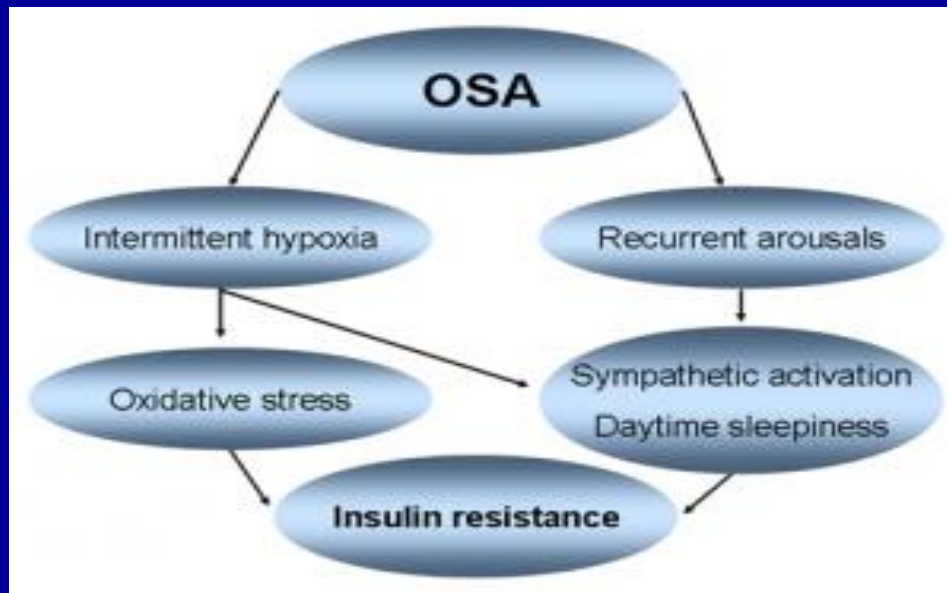 OSA
Intermittent hypoxia
Recurrent arousals
Oxidative stress
Sympathetic activation
Daytime sleepiness
Insulin resistance